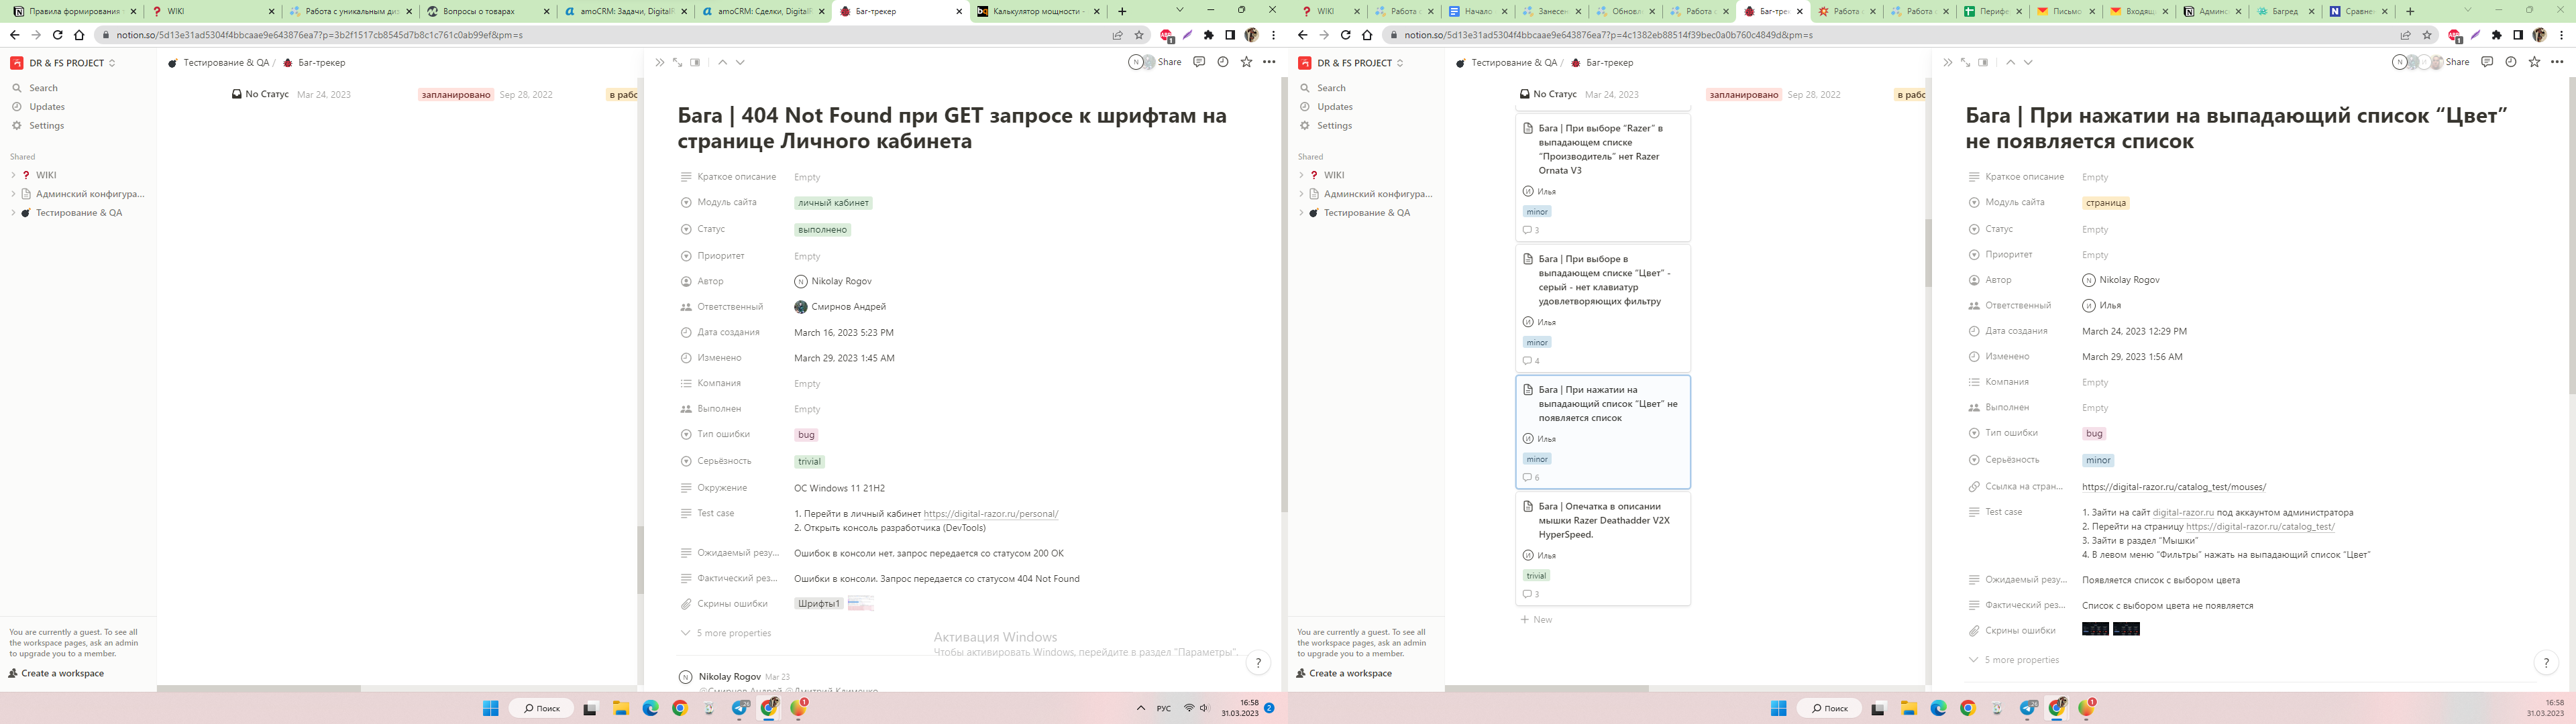 Правила формирования
WIKI
Работа с уникальным диз
Вопросы о товарах
amoCRM: Задачи, DigitalR
amoCRM: Сделки, DigitalR
Баг-трекер
Калькулятор мощности -
notion.so/5d13e31ad5304f4bbcaae9e643876ea7?p=3b2f1517cb8545d7b8c1c761c0ab99ef&pm=s
DR & FS PROJECT
Search
Updates
Settings
Shared
WIKI
Админский конфигура...
Тестирование & QA
You are currently a guest. To see all
the workspace pages, ask an admin
to upgrade you to a member.
Create a workspace
Тестирование & QA / Баг-трекер
No Статус Mar 24, 2023
запланировано Sep 28, 2022
в рабс
Share
Бага | 404 Not Found при GET запросе к шрифтам на
странице Личного кабинета
Краткое описание Empty
Модуль сайта личный кабинет
Статус выполнено
Приоритет Empty
Автор N Nikolay Rogov
Ответственный Смирнов Андрей
Дата создания March 16, 2023 5:23 PM
Изменено March 29, 2023 1:45 AM
Компания Empty
Выполнен Empty
Тип ошибки bug
Серьёзность trivial
Окружение ОС Windows 11 21H2
Test case 1. Перейти в личный кабинет https://digital-razor.ru/personal/
2. Открыть консоль разработчика (DevTools)
Ожидаемый резу... Ошибок в консоли нет, запрос передается со статусом 200 OK
Фактический рез... Ошибки в консоли. Запрос передается со статусом 404 Not Found
Скрины ошибки Шрифты1
5 more properties
Активация Windows
Чтобы активировать Windows, перейдите в раздел "Параметры".
N Nikolay Rogov Mar 23
@Смирнов Андрей @Дмитрий Клименко
?
Поиск
РУС
16:58
31.03.2023
2
WIKI
Работа с
Начало
Занесен
Обновл
Работа с
Баг-трек
Работа с
Работа с
Перифе
Письмо
Входящ
Админс
Багред
Сравне
notion.so/5d13e31ad5304f4bbcaae9e643876ea7?p=4c1382eb88514f39bec0a0b760c4849d&pm=s
DR & FS PROJECT
Search
Updates
Settings
Shared
WIKI
Админский конфигура...
Тестирование & QA
You are currently a guest. To see all
the workspace pages, ask an admin
to upgrade you to a member.
Create a workspace
Тестирование & QA / Баг-трекер
No Статус Mar 24, 2023
запланировано Sep 28, 2022
в рабс
Бага | При выборе “Razer” в
выпадающем списке
“Производитель” нет Razer
Ornata V3
И Илья
minor
3
Бага | При выборе в
выпадающем списке “Цвет” -
серый - нет клавиатур
удовлетворяющих фильтру
И Илья
minor
4
Бага | При нажатии на
выпадающий список “Цвет” не
появляется список
И Илья
minor
6
Бага | Опечатка в описании
мышки Razer Deathadder V2X
HyperSpeed.
И Илья
trivial
3
+ New
Share
Бага | При нажатии на выпадающий список “Цвет”
не появляется список
Краткое описание Empty
Модуль сайта страница
Статус Empty
Приоритет Empty
Автор N Nikolay Rogov
Ответственный И Илья
Дата создания March 24, 2023 12:29 PM
Изменено March 29, 2023 1:56 AM
Компания Empty
Выполнен Empty
Тип ошибки bug
Серьёзность minor
Ссылка на стран... https://digital-razor.ru/catalog_test/mouses/
Test case 1. Зайти на сайт digital-razor.ru под аккаунтом администратора
2. Перейти на страницу https://digital-razor.ru/catalog_test/
3. Зайти в раздел “Мышки”
4. В левом меню “Фильтры” нажать на выпадающий список “Цвет”
Ожидаемый резу... Появляется список с выбором цвета
Фактический рез... Список с выбором цвета не появляется
Скрины ошибки
5 more properties
?
Поиск
16:58
31.03.2023